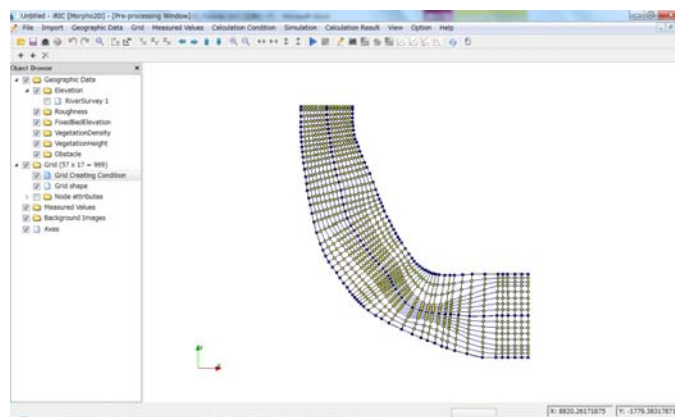 Untitled - iRIC [Morpho2D] - [Pre-processing Window]
File Import Geographic Data Grid Measured Values Calculation Condition Simulation Calculation Result View Option Help
Object Browser
Geographic Data
Elevation
RiverSurvey 1
Roughness
FixedBedElevation
VegetationDensity
VegetationHeight
Obstacle
Grid (57 x 17 = 969)
Grid Creating Condition
Grid shape
Node attributes
Measured Values
Background Images
Axes
X: 8820.26171875 Y: -1779.38317871